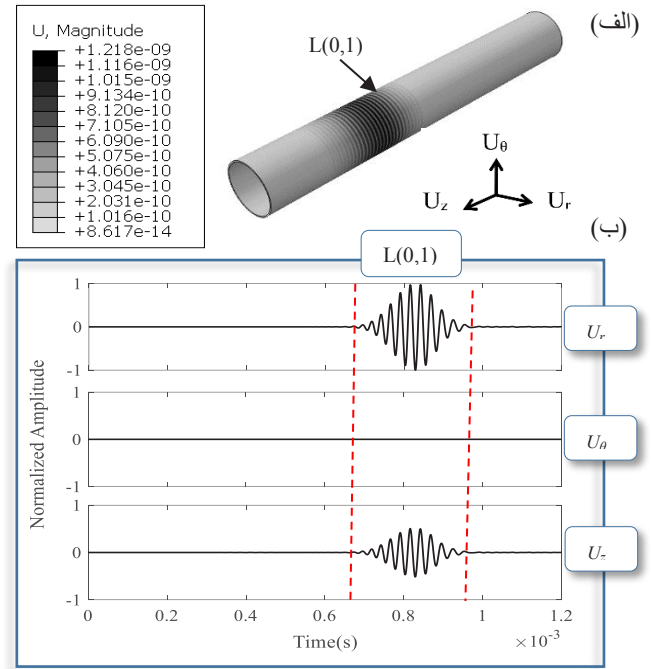 (الف)
U, Magnitude
+1.218e-09
+1.116e-09
+1.015e-09
+9.134e-10
+8.120e-10
+7.105e-10
+6.090e-10
+5.075e-10
+4.060e-10
+3.045e-10
+2.031e-10
+1.016e-10
+8.617e-14
L(0,1)
Uθ
Uz
Ur
(ب)
L(0,1)
Normalized Amplitude
1
0
-1
Ur
1
0
-1
Uθ
1
0
-1
Uz
0
0.2
0.4
0.6
0.8
1
1.2
Time(s)
×10⁻³